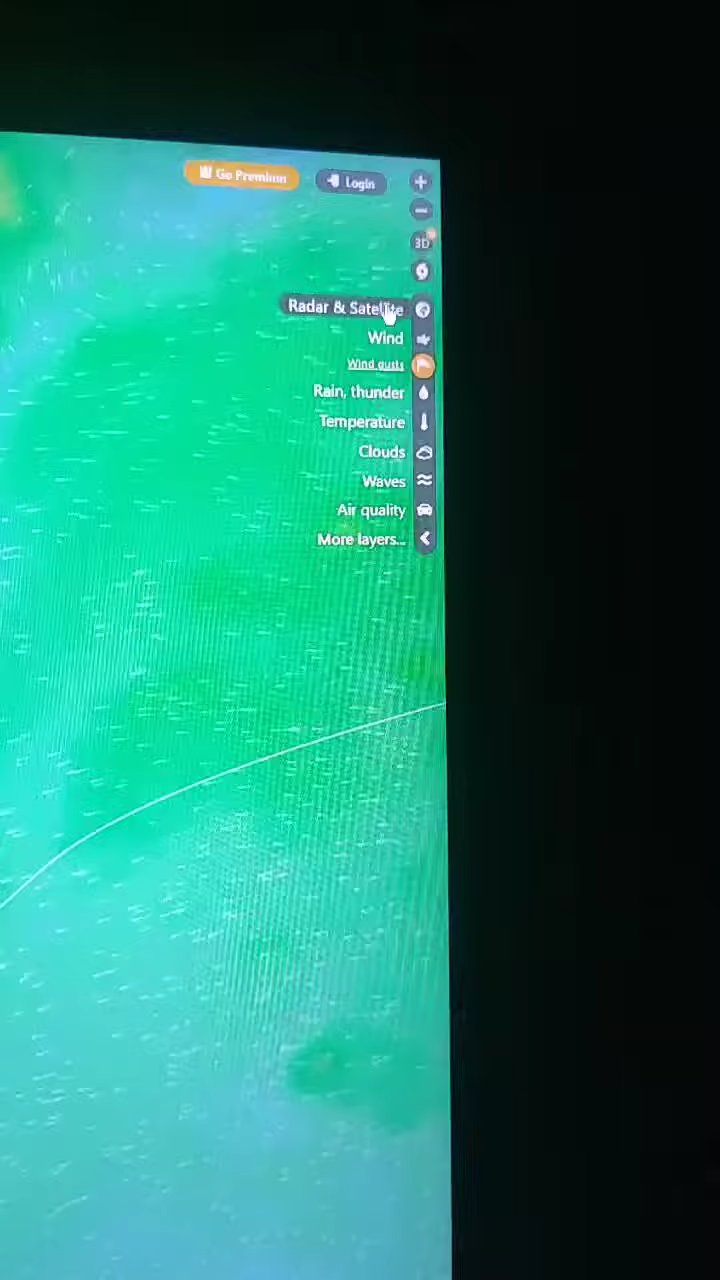 Go Premium
Login
3D
Radar & Satellite
Wind
Wind gusts
Rain, thunder
Temperature
Clouds
Waves
Air quality
More layers...